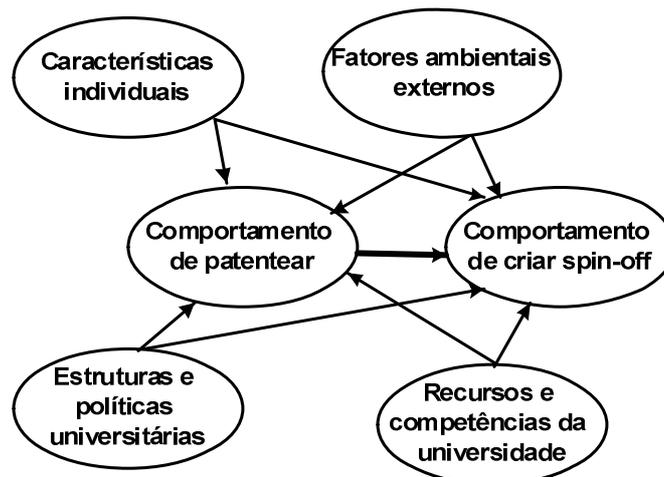 Características
individuais
Fatores ambientais
externos
Comportamento
de patentear
Comportamento
de criar spin-off
Estruturas e
políticas
universitárias
Recursos e
competências da
universidade